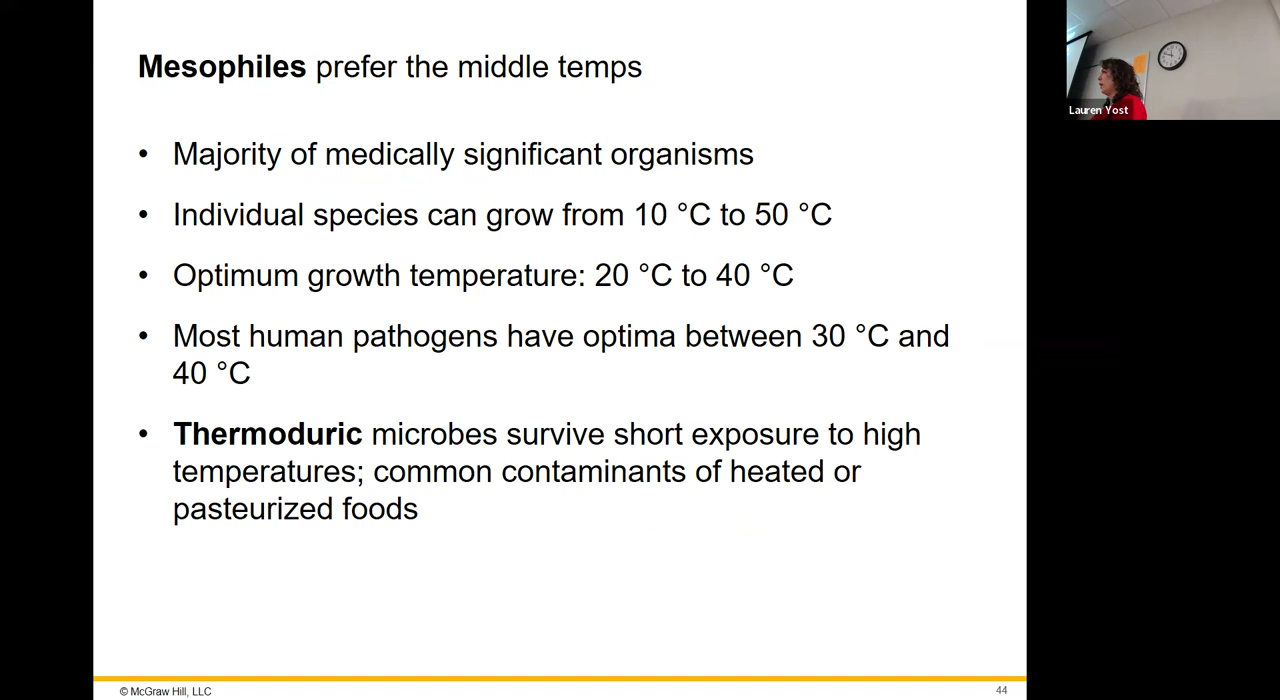 Mesophiles prefer the middle temps
• Majority of medically significant organisms
• Individual species can grow from 10 °C to 50 °C
• Optimum growth temperature: 20 °C to 40 °C
• Most human pathogens have optima between 30 °C and
40 °C
• Thermoduric microbes survive short exposure to high
temperatures; common contaminants of heated or
pasteurized foods
© McGraw Hill, LLC
44
Lauren Yost